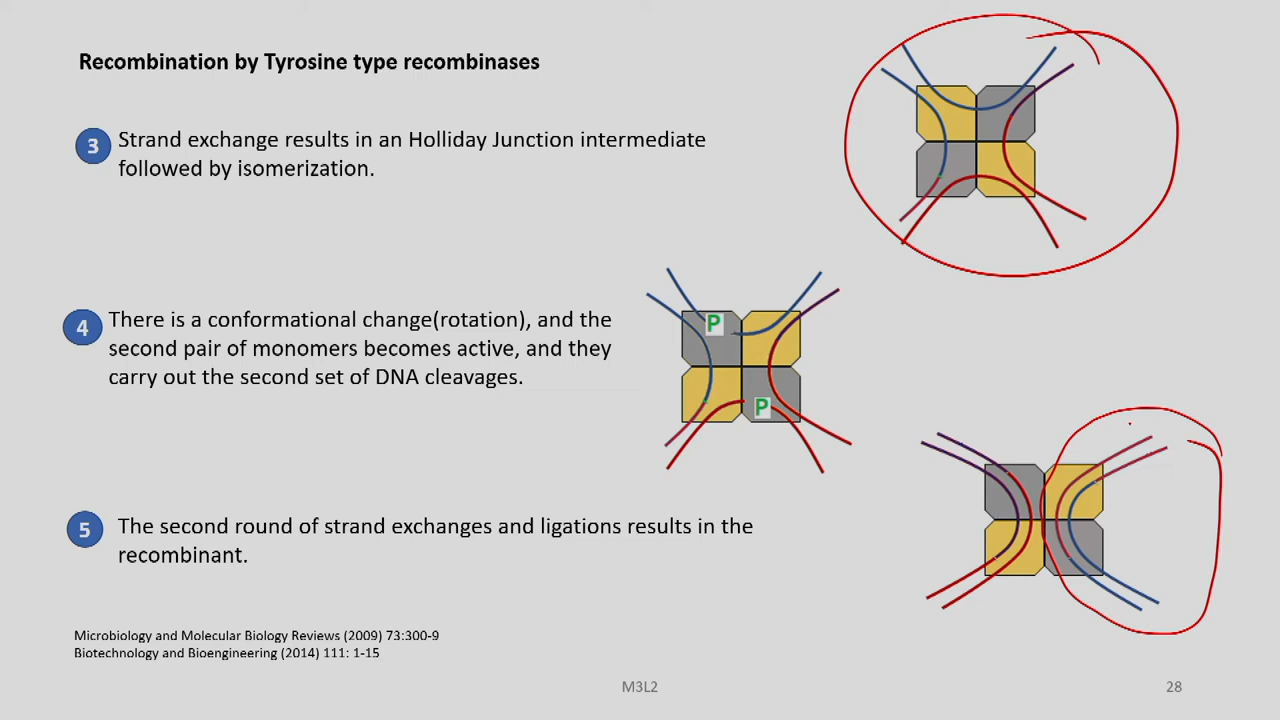 Recombination by Tyrosine type recombinases
3
Strand exchange results in an Holliday Junction intermediate
followed by isomerization.
4
There is a conformational change(rotation), and the
second pair of monomers becomes active, and they
carry out the second set of DNA cleavages.
P
P
5
The second round of strand exchanges and ligations results in the
recombinant.
Microbiology and Molecular Biology Reviews (2009) 73:300-9
Biotechnology and Bioengineering (2014) 111: 1-15
M3L2
28